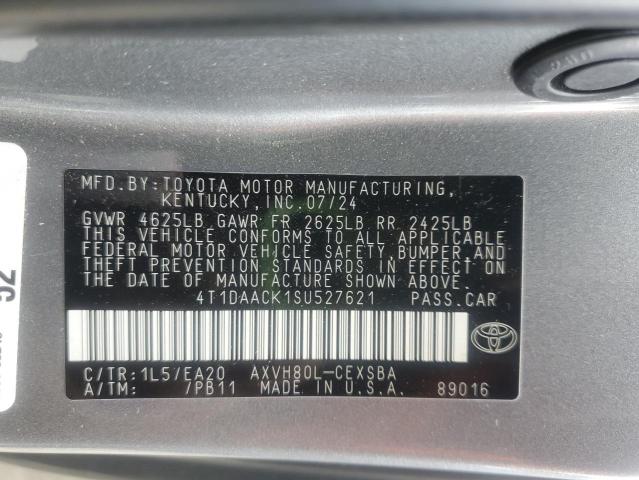 MFD.BY: TOYOTA MOTOR MANUFACTURING,
KENTUCKY, INC. 07/24
GVWR 4625LB GAWR FR 2625LB RR 2425LB
THIS VEHICLE CONFORMS TO ALL APPLICABLE
FEDERAL MOTOR VEHICLE SAFETY, BUMPER, AND
THEFT PREVENTION STANDARDS IN EFFECT ON
THE DATE OF MANUFACTURE SHOWN ABOVE.
4T1DAACK1SU527621 PASS.CAR
C/TR: 1L5/EA20 AXVH80L-CEXSBA
A/TM: /PB11 MADE IN U.S.A. 89016